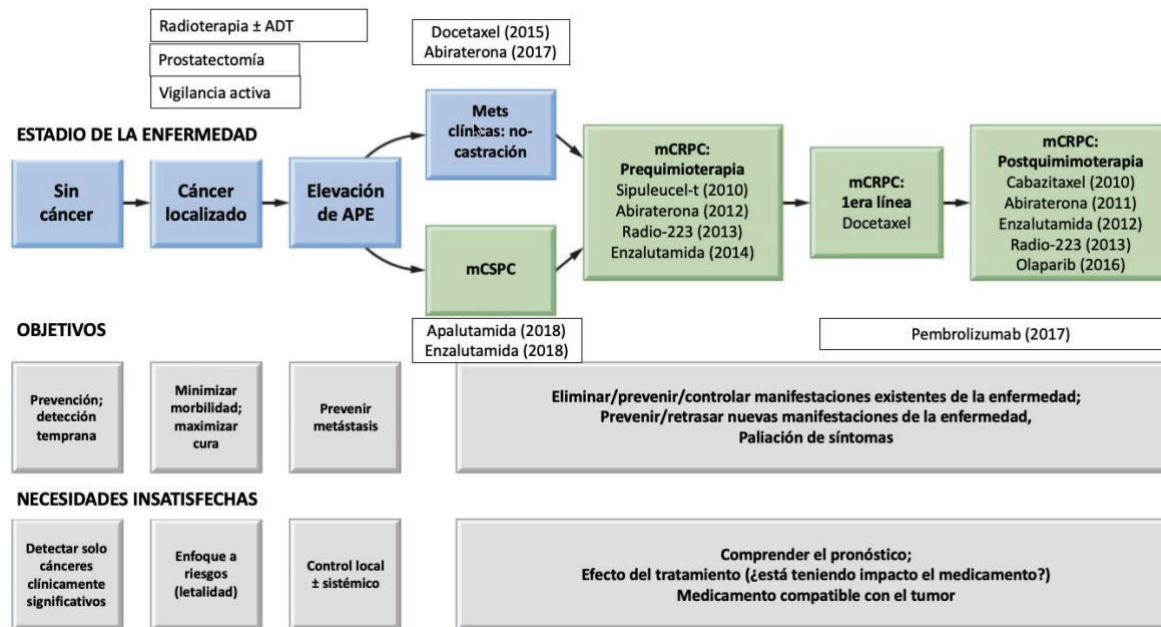 Radioterapia ± ADT
Prostatectomía
Vigilancia activa
Docetaxel (2015)
Abiraterona (2017)
ESTADIO DE LA ENFERMEDAD
Sin
cáncer
Cáncer
localizado
Elevación
de APE
Mets
clínicas: no-
castración
mCSPC
mCRPC:
Prequimioterapia
Sipuleucel-t (2010)
Abiraterona (2012)
Radio-223 (2013)
Enzalutamida (2014)
mCRPC:
1era línea
Docetaxel
mCRPC:
Postquimimoterapia
Cabazitaxel (2010)
Abiraterona (2011)
Enzalutamida (2012)
Radio-223 (2013)
Olaparib (2016)
Apalutamida (2018)
Enzalutamida (2018)
Pembrolizumab (2017)
OBJETIVOS
Prevención;
detección
temprana
Minimizar
morbilidad;
maximizar
cura
Prevenir
metástasis
Eliminar/prevenir/controlar manifestaciones existentes de la enfermedad;
Prevenir/retrasar nuevas manifestaciones de la enfermedad,
Paliación de síntomas
NECESIDADES INSATISFECHAS
Detectar solo
cánceres
clínicamente
significativos
Enfoque a
riesgos
(letalidad)
Control local
± sistémico
Comprender el pronóstico;
Efecto del tratamiento (¿está teniendo impacto el medicamento?)
Medicamento compatible con el tumor